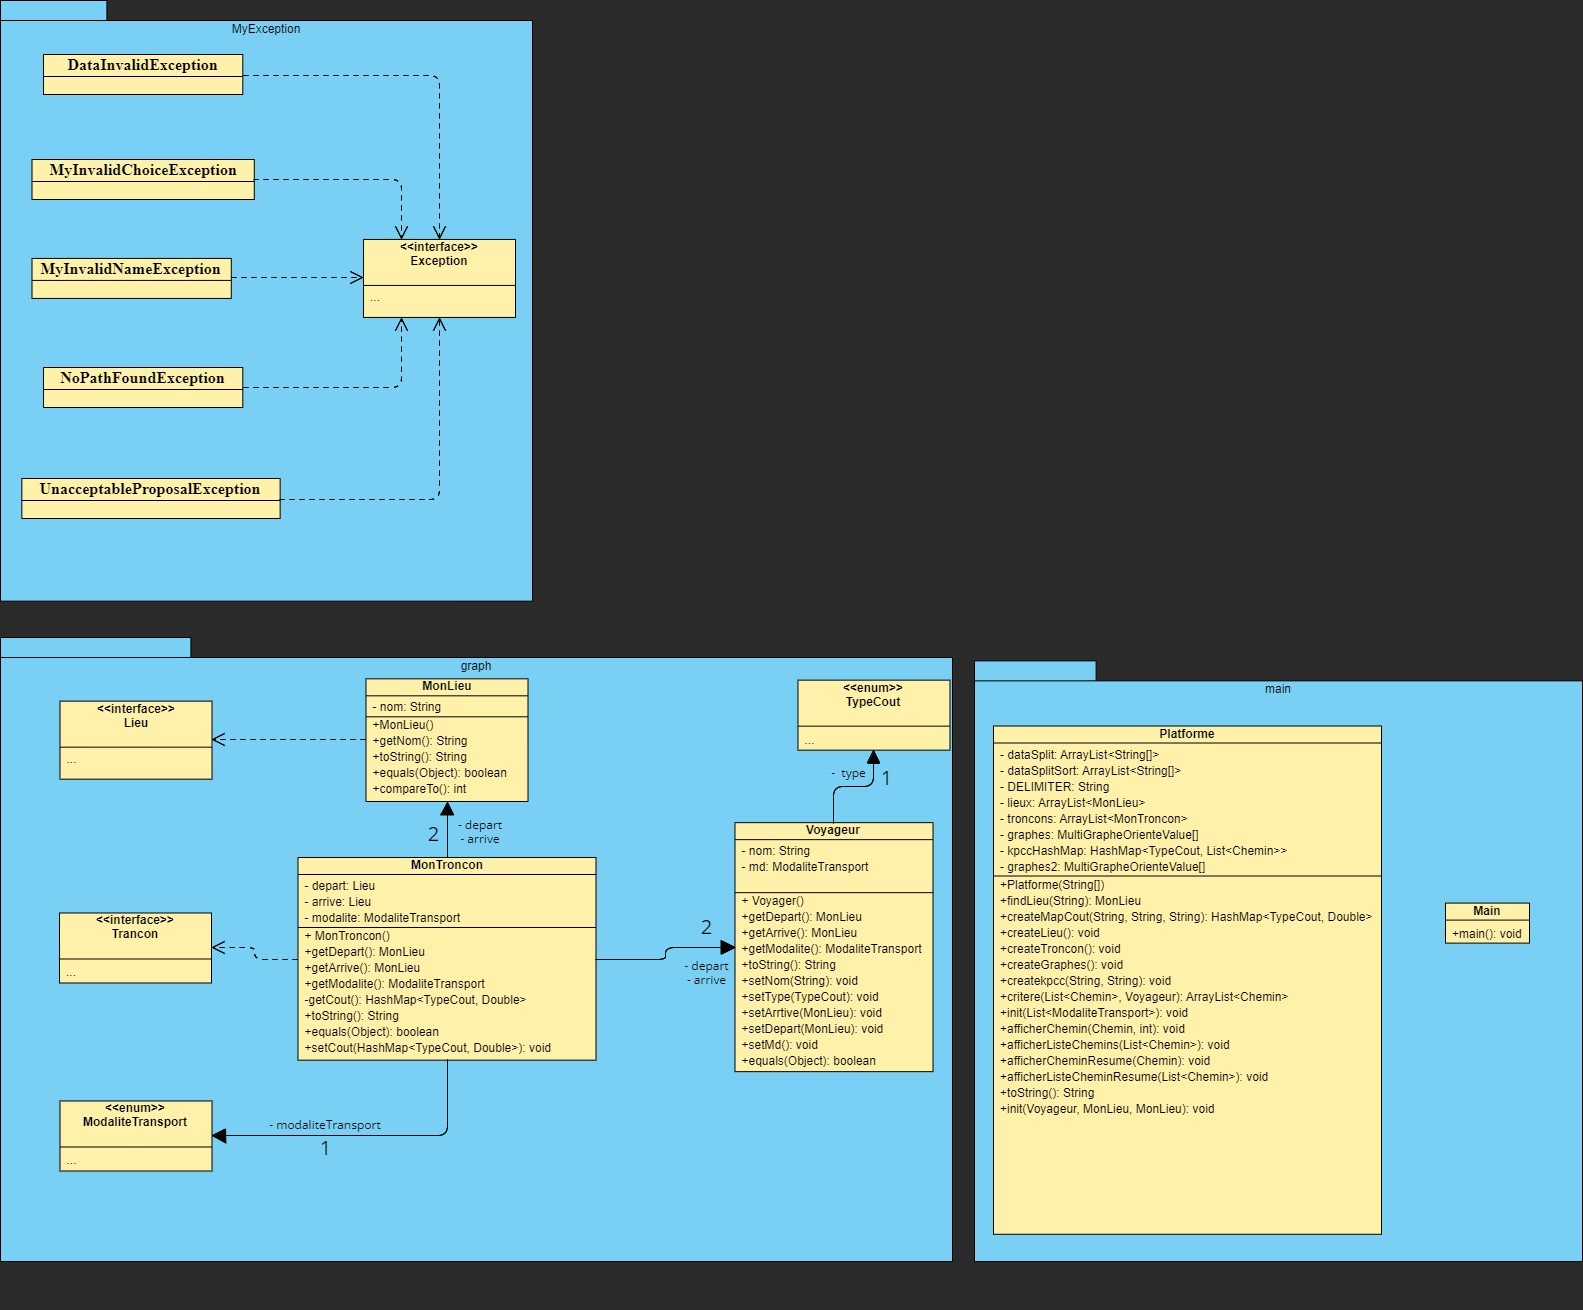 MyException
DataInvalidException
MyInvalidChoiceException
<<interface>>
Exception
...
MyInvalidNameException
NoPathFoundException
UnacceptableProposalException
graph
<<interface>>
Lieu
...
MonLieu
- nom: String
+MonLieu()
+getNom(): String
+toString(): String
+equals(Object): boolean
+compareTo(): int
<<enum>>
TypeCout
...
- type
1
2
- depart
- arrive
MonTroncon
- depart: Lieu
- arrive: Lieu
- modalite: ModaliteTransport
+ MonTroncon()
+getDepart(): MonLieu
+getArrive(): MonLieu
+getModalite(): ModaliteTransport
-getCout(): HashMap<TypeCout, Double>
+toString(): String
+equals(Object): boolean
+setCout(HashMap<TypeCout, Double>): void
<<interface>>
Trancon
...
2
- depart
- arrive
Voyageur
- nom: String
- md: ModaliteTransport
+ Voyager()
+getDepart(): MonLieu
+getArrive(): MonLieu
+getModalite(): ModaliteTransport
+toString(): String
+setNom(String): void
+setType(TypeCout): void
+setArrtive(MonLieu): void
+setDepart(MonLieu): void
+setMd(): void
+equals(Object): boolean
<<enum>>
ModaliteTransport
...
- modaliteTransport
1
main
Platforme
- dataSplit: ArrayList<String[]>
- dataSplitSort: ArrayList<String[]>
- DELIMITER: String
- lieux: ArrayList<MonLieu>
- troncons: ArrayList<MonTroncon>
- graphes: MultiGrapheOrienteValue[]
- kpccHashMap: HashMap<TypeCout, List<Chemin>>
- graphes2: MultiGrapheOrienteValue[]
+Platforme(String[])
+findLieu(String): MonLieu
+createMapCout(String, String, String): HashMap<TypeCout, Double>
+createLieu(): void
+createTroncon(): void
+createGraphes(): void
+createkpcc(String, String): void
+critere(List<Chemin>, Voyageur): ArrayList<Chemin>
+init(List<ModaliteTransport>): void
+afficherChemin(Chemin, int): void
+afficherListeChemins(List<Chemin>): void
+afficherCheminResume(Chemin): void
+afficherListeCheminResume(List<Chemin>): void
+toString(): String
+init(Voyageur, MonLieu, MonLieu): void
Main
+main(): void